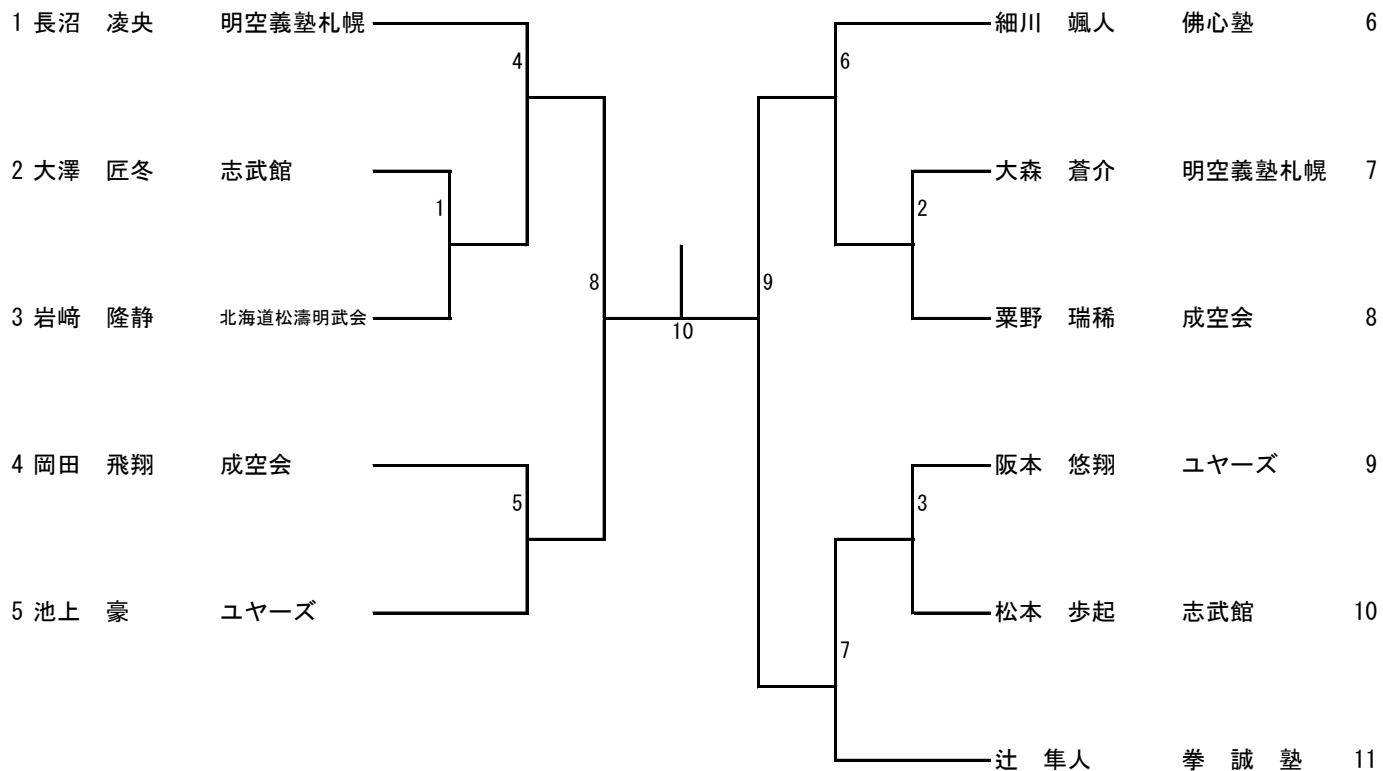 1 長沼 凌央 明空義塾札幌
4
2 大澤 匠冬 志武館
1
3 岩﨑 隆静 北海道松濤明武会
8
4 岡田 飛翔 成空会
5
5 池上 豪 ユヤーズ
10
細川 颯人 佛心塾 6
6
大森 蒼介 明空義塾札幌 7
2
9
粟野 瑞稀 成空会 8
阪本 悠翔 ユヤーズ 9
3
松本 歩起 志武館 10
7
辻 隼人 拳誠塾 11